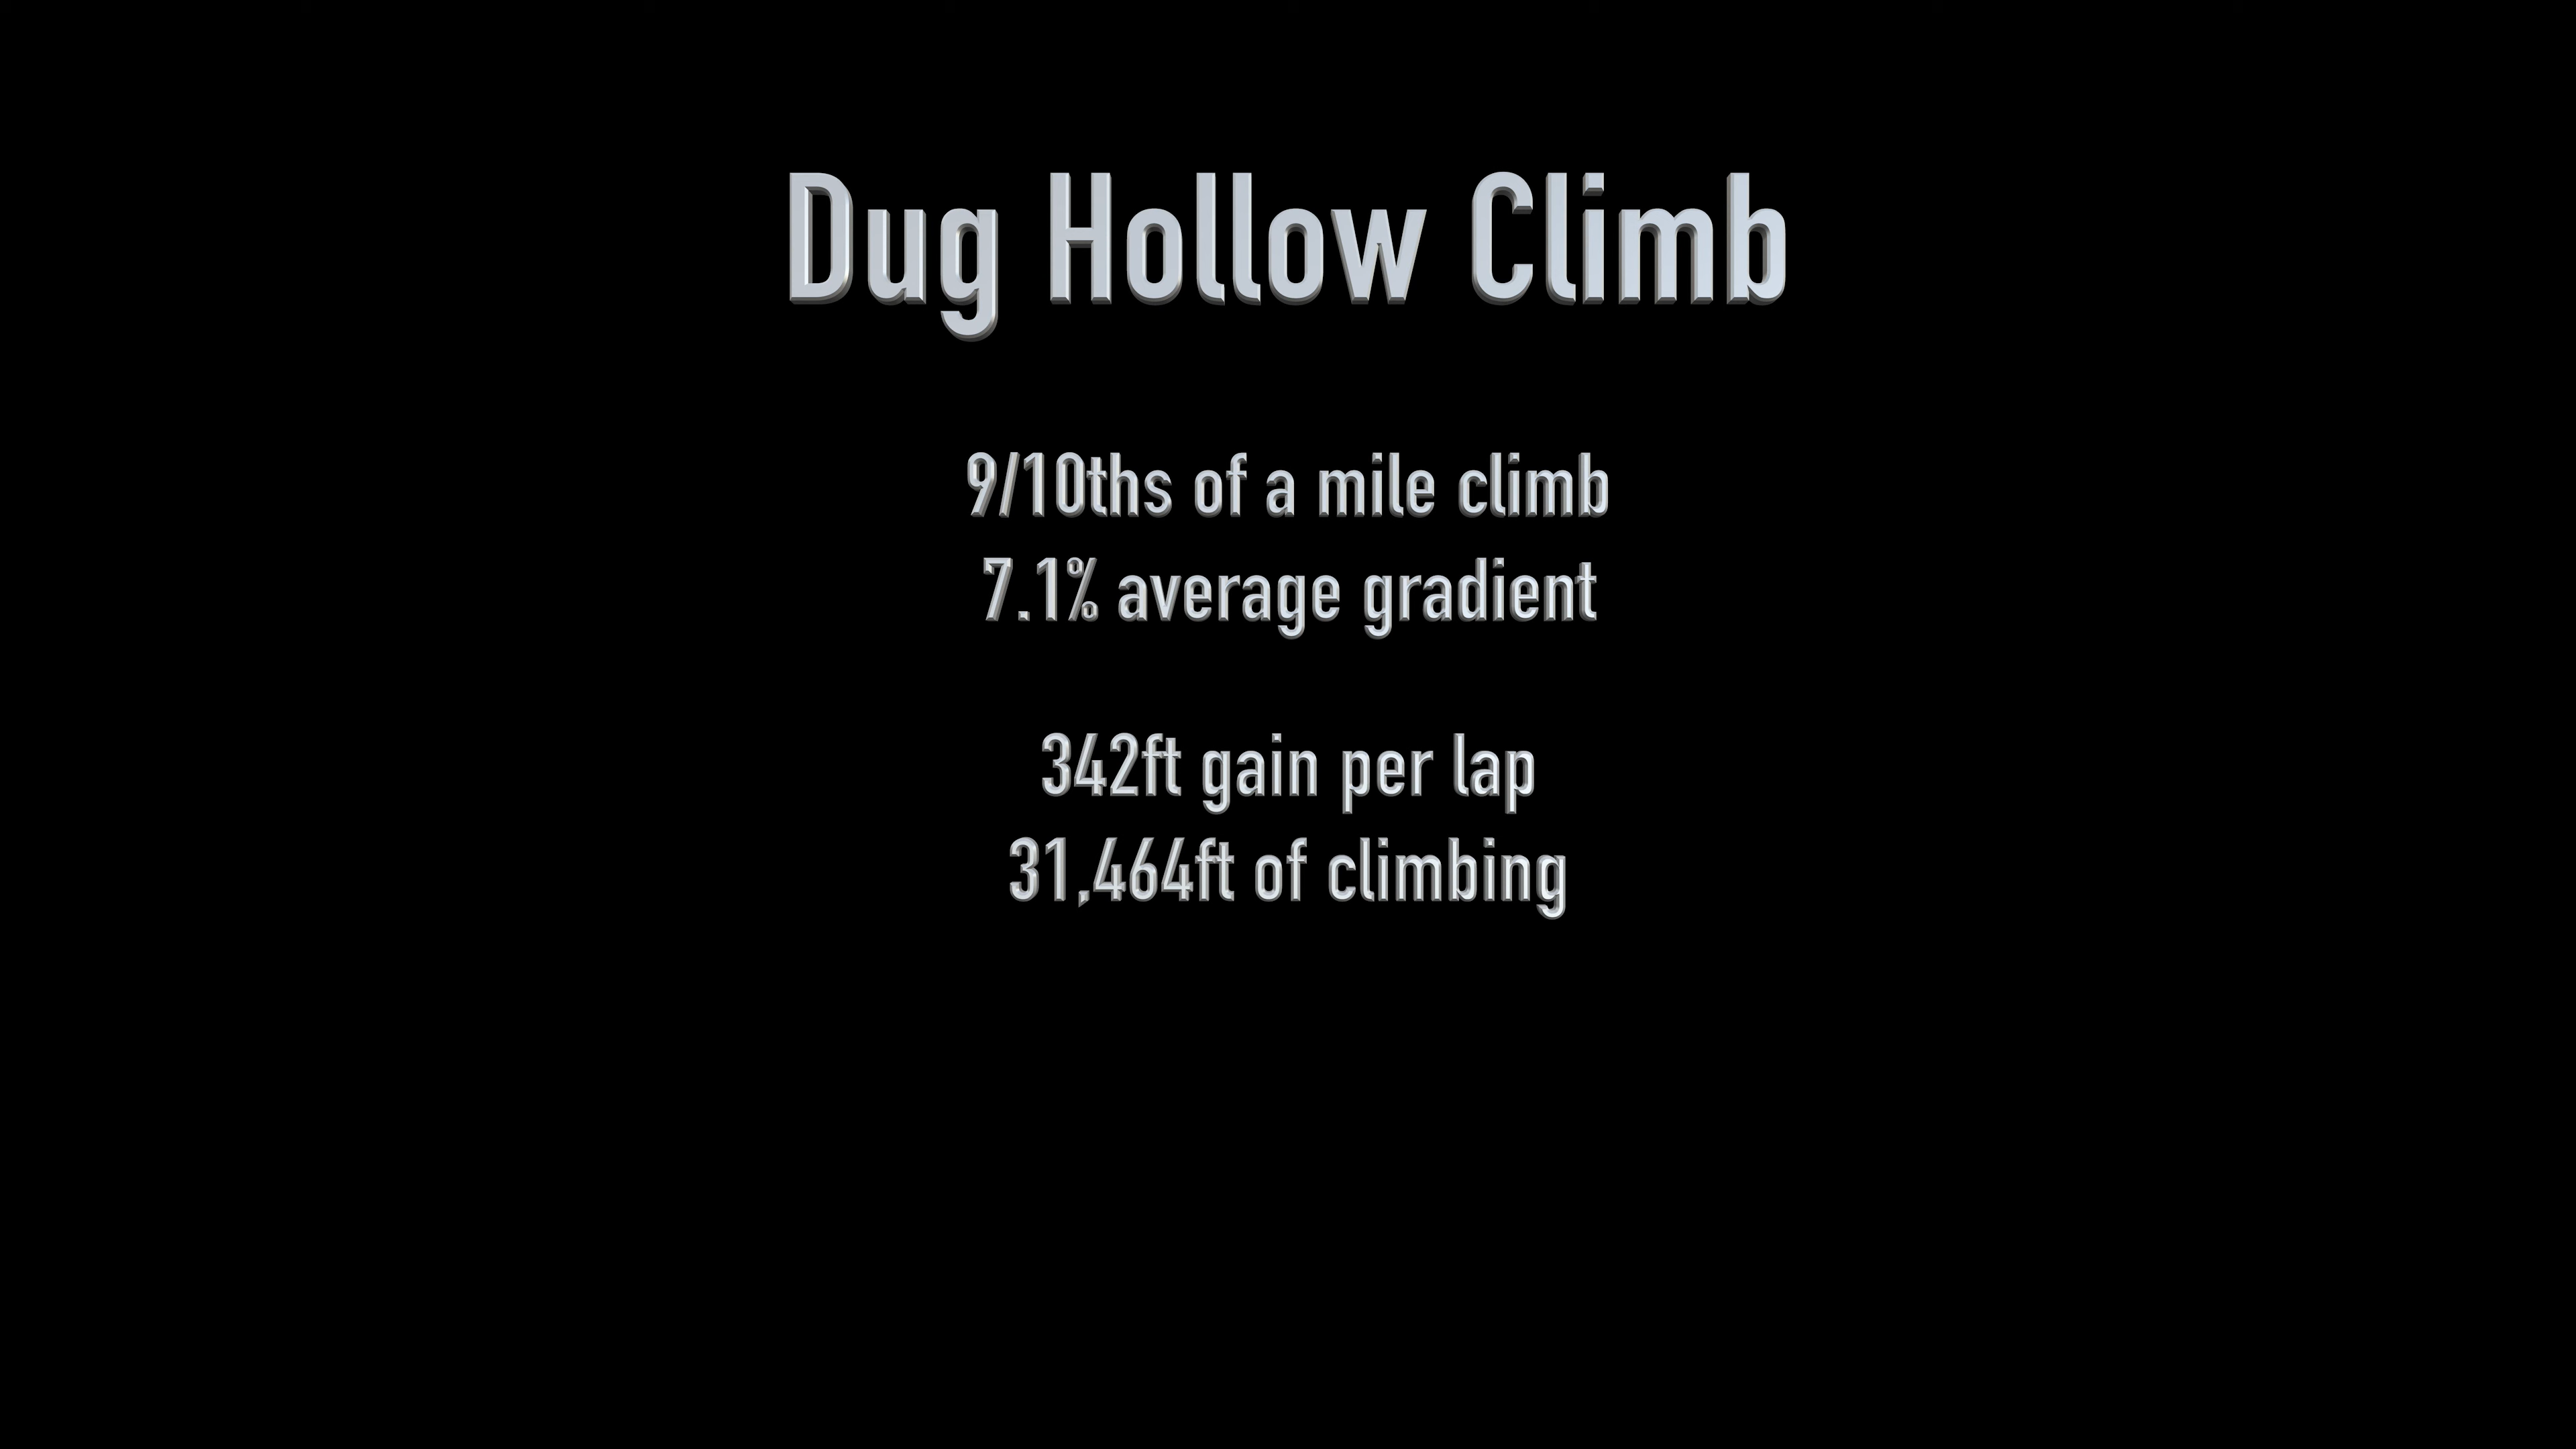 Dug Hollow Climb
9/10ths of a mile climb
7.1% average gradient
342ft gain per lap
31,464ft of climbing